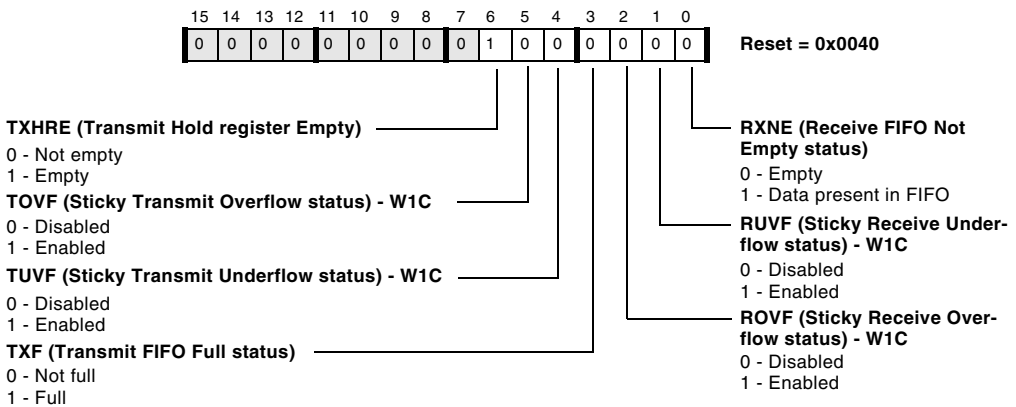 15 14 13 12 11 10 9 8 7 6 5 4 3 2 1 0
0 0 0 0 0 0 0 0 0 1 0 0 0 0 0 0
Reset = 0x0040
TXHRE (Transmit Hold register Empty)
0 - Not empty
1 - Empty
TOVF (Sticky Transmit Overflow status) - W1C
0 - Disabled
1 - Enabled
TUVF (Sticky Transmit Underflow status) - W1C
0 - Disabled
1 - Enabled
TXF (Transmit FIFO Full status)
0 - Not full
1 - Full
RXNE (Receive FIFO Not
Empty status)
0 - Empty
1 - Data present in FIFO
RUVF (Sticky Receive Under-
flow status) - W1C
0 - Disabled
1 - Enabled
ROVF (Sticky Receive Over-
flow status) - W1C
0 - Disabled
1 - Enabled